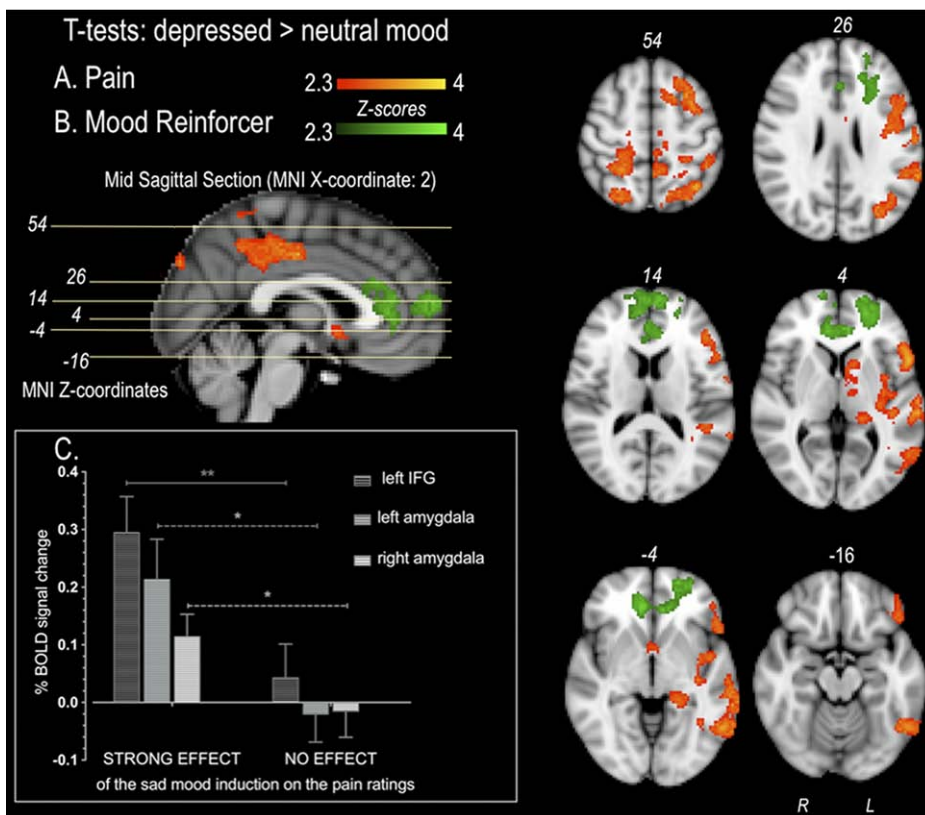 T-tests: depressed > neutral mood
A. Pain
2.3 4
Z-scores
B. Mood Reinforcer
2.3 4
Mid Sagittal Section (MNI X-coordinate: 2)
54
26
14
4
-4
-16
MNI Z-coordinates
54
26
14
4
-4
-16
R L
C.
% BOLD signal change
0.4
0.3
0.2
0.1
0.0
-0.1
**
*
*
left IFG
left amygdala
right amygdala
STRONG EFFECT NO EFFECT
of the sad mood induction on the pain ratings